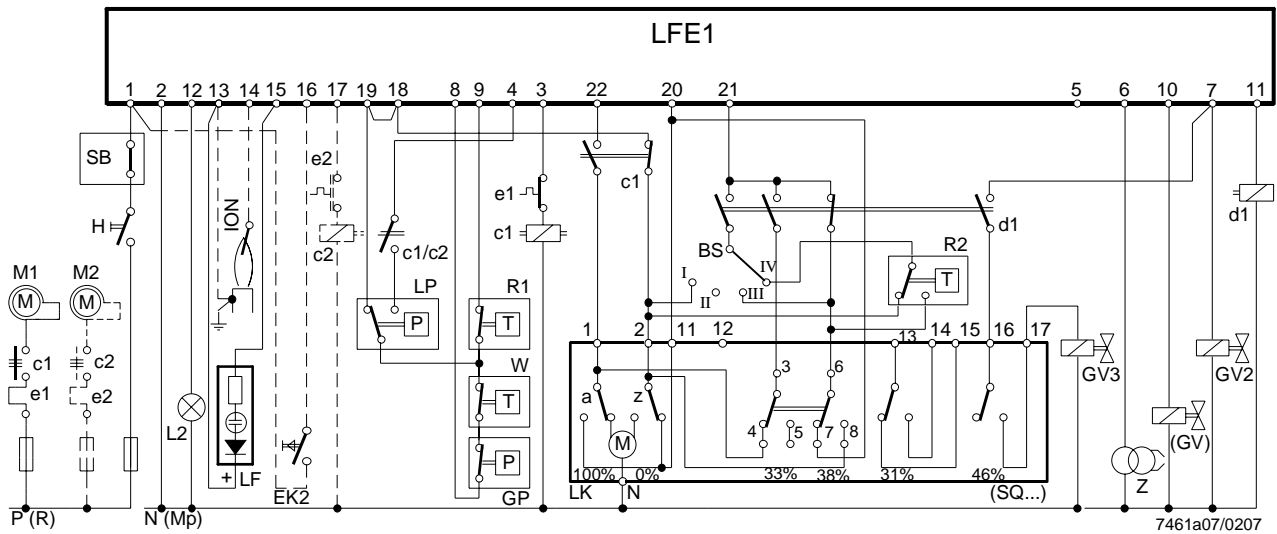 LFE1
1 2 12 13 14 15 16 17 19 18 8 9 4 3 22 20 21 5 6 10 7 11
SB
e2
c1
e1
d1
ION
H
c1
d1
c2
c1/c2
BS
R2
IV
M1 M2
LP
R1
I
T
II
III
M M
P
T
1 2 11 12 13 14 15 16 17
W
c1 c2
3 6
GV3 GV2
e1 e2
T
a z
L2
4 5 7 8
(GV)
M
P
100% 0% 33% 38% 31% 46%
+ LF
EK2
GP
LK N (SQ...)
Z
P (R) N (Mp)
7461a07/0207